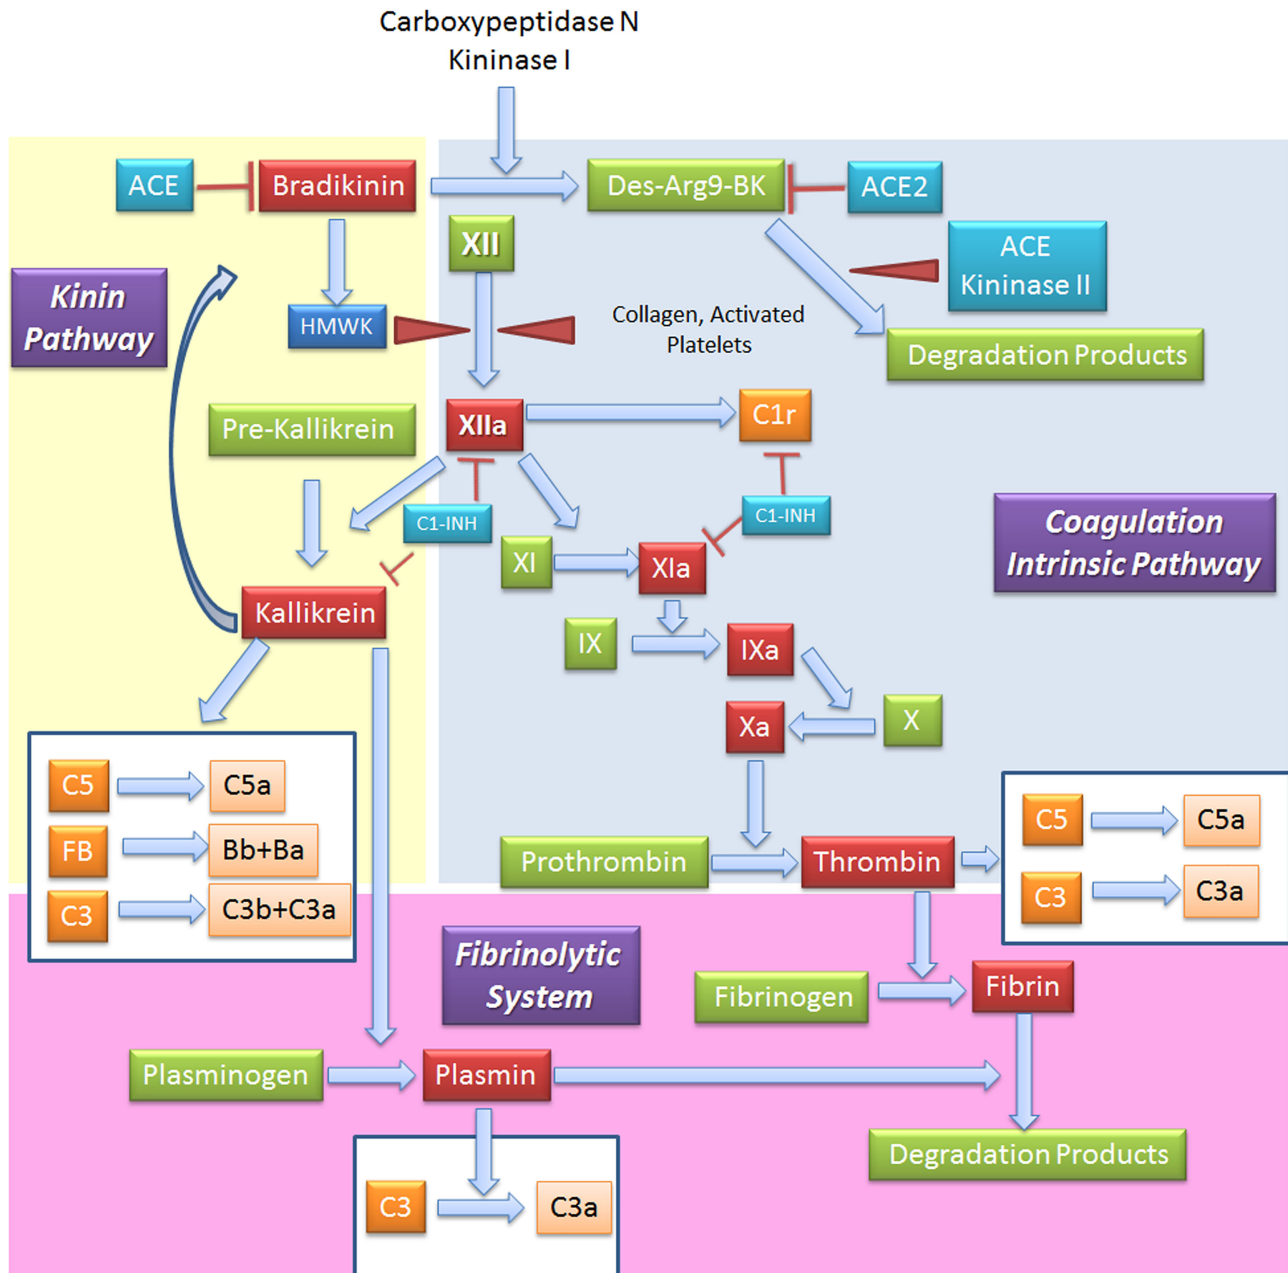 Carboxypeptidase N
Kininase I
ACE
Bradikinin
Des-Arg9-BK
ACE2
XII
ACE
Kininase II
Kinin
Pathway
HMWK
Collagen, Activated
Platelets
Degradation Products
Pre-Kallikrein
XIIa
C1r
C1-INH
C1-INH
Coagulation
Intrinsic Pathway
XI
XIa
Kallikrein
IX
IXa
Xa
X
C5
C5a
FB
Bb+Ba
C3
C3b+C3a
Prothrombin
Thrombin
C5
C5a
C3
C3a
Fibrinolytic
System
Fibrinogen
Fibrin
Plasminogen
Plasmin
Degradation Products
C3
C3a